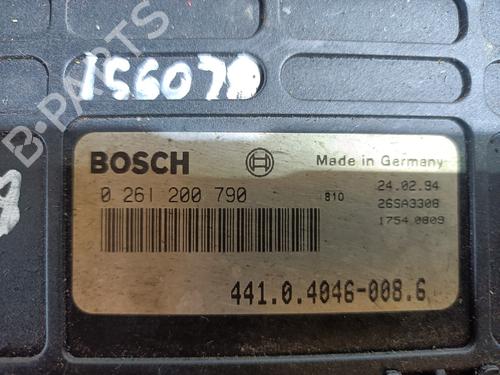 156079
B-PARTS
BOSCH
Made in Germany
0 261 200 790
810
24.02.94
26SA3308
1754 0809
441.0.4046-008.6